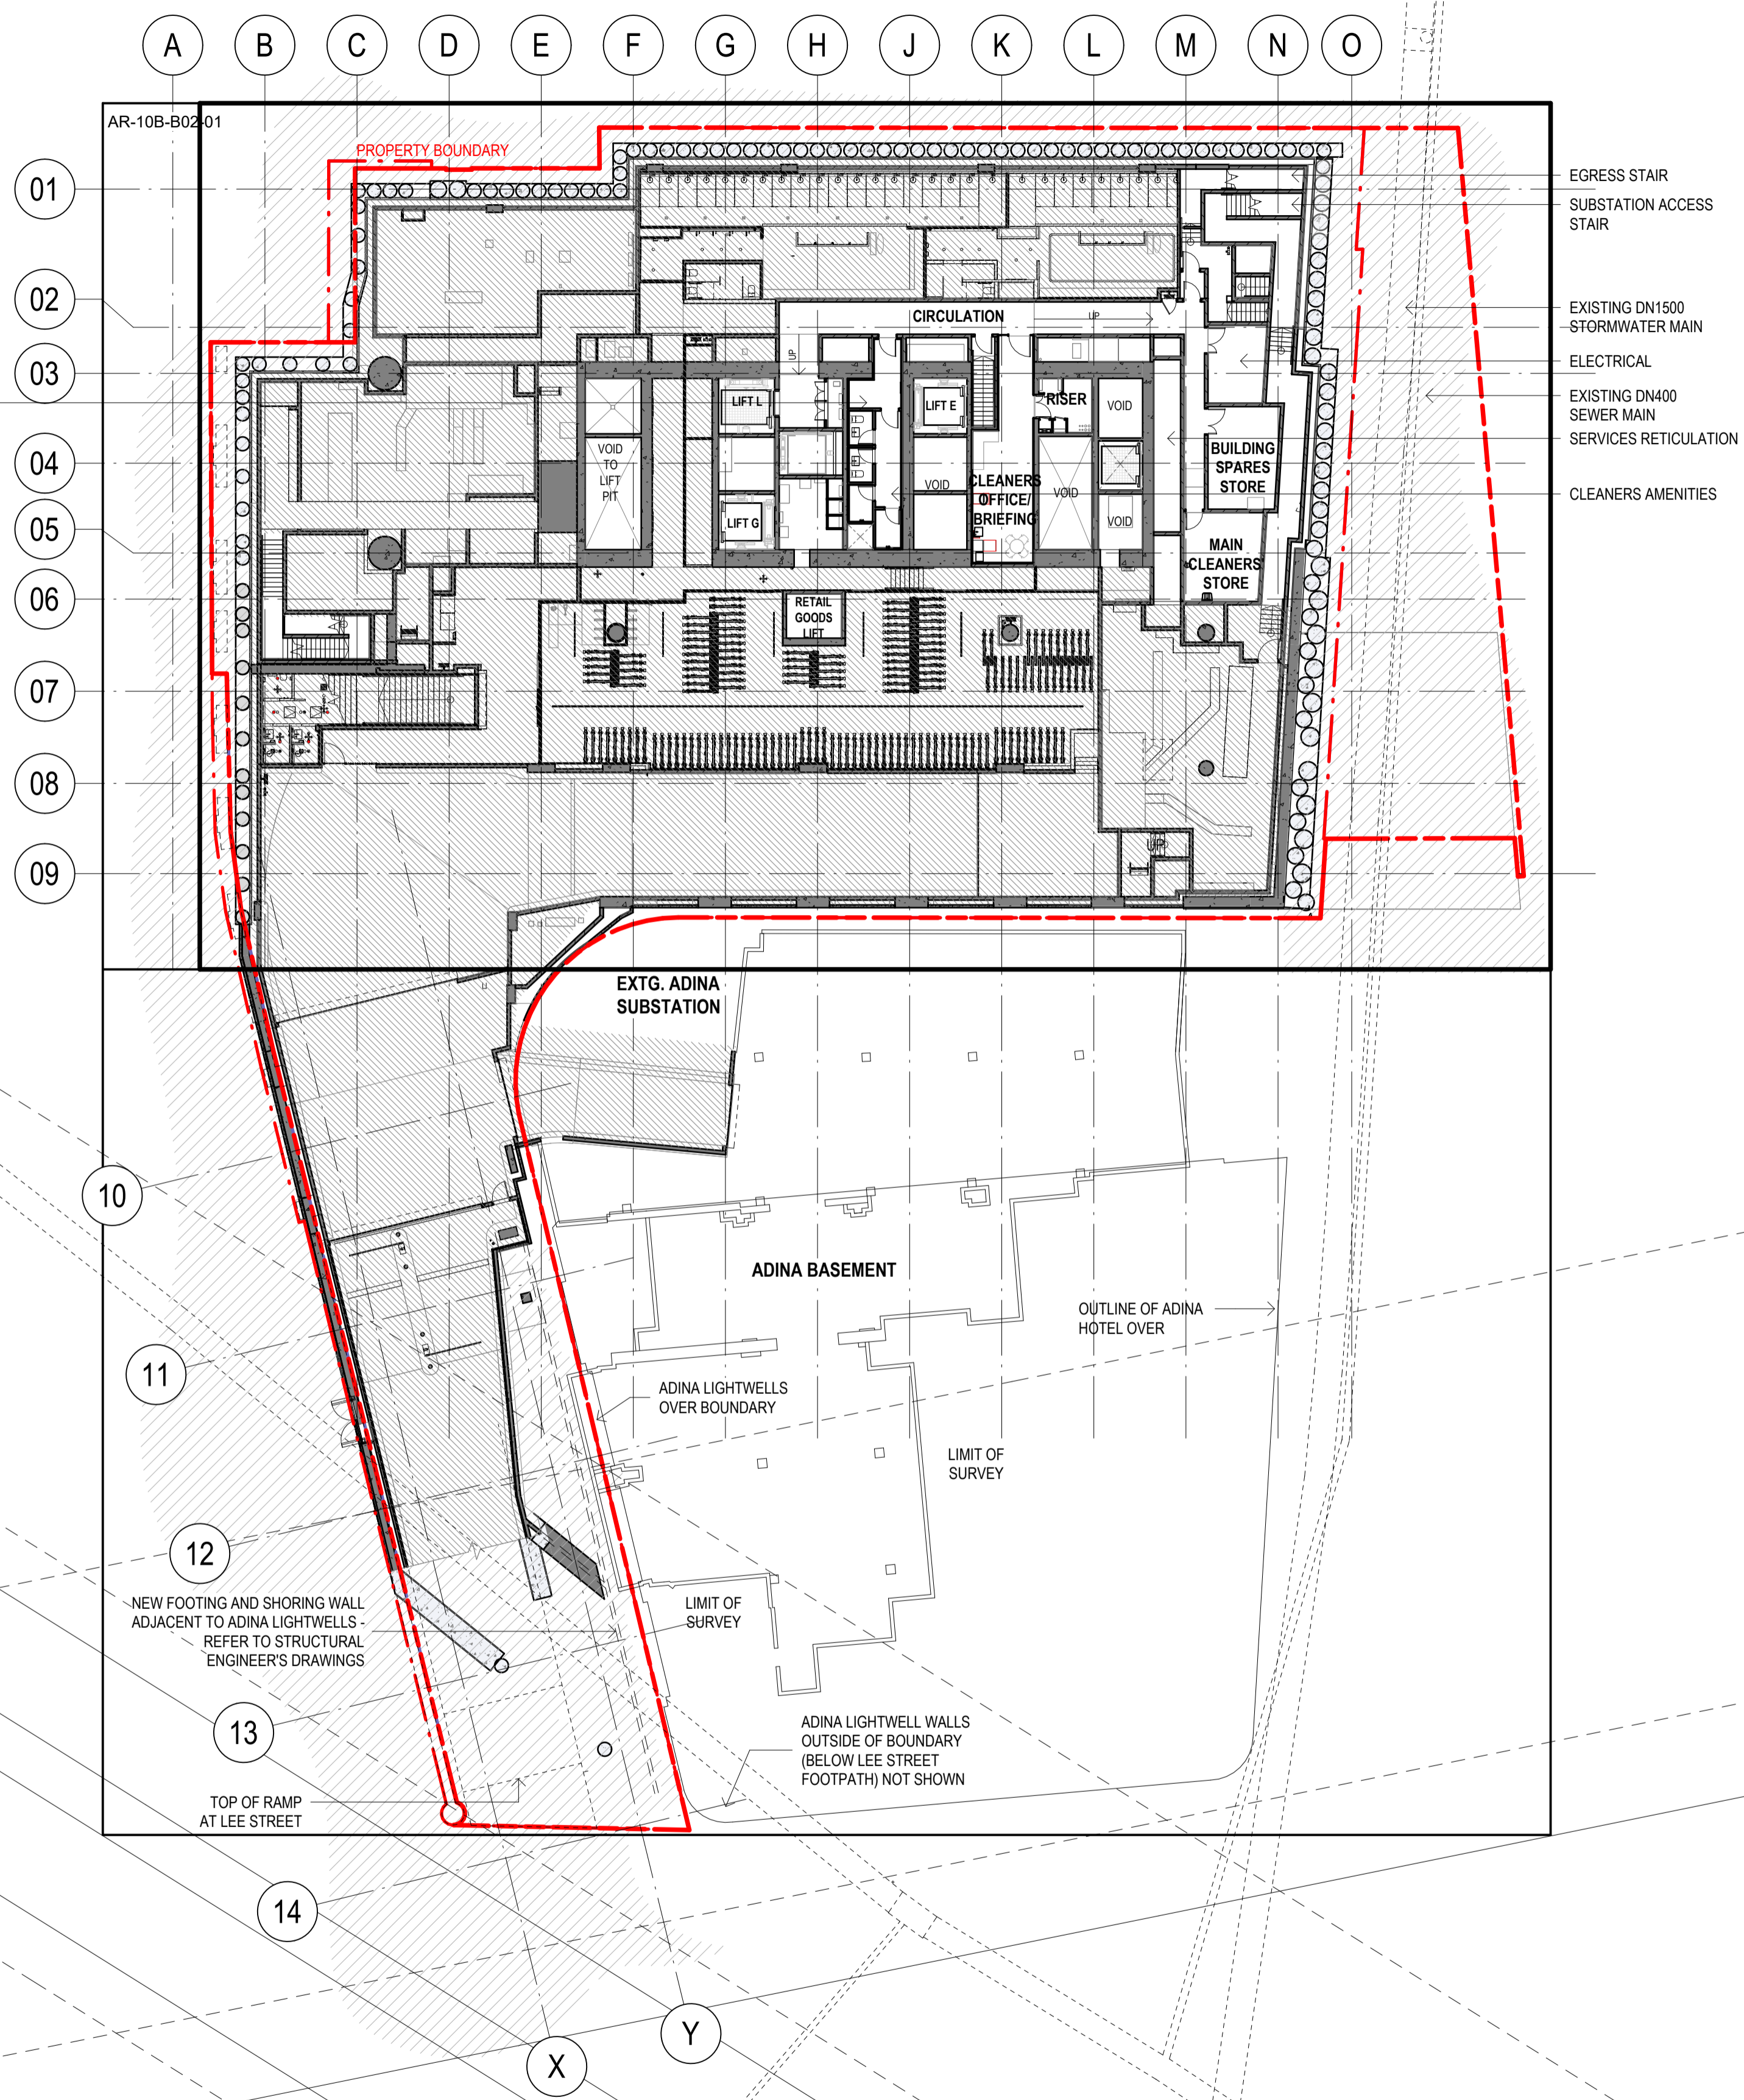 A
B
C
D
E
F
G
H
J
K
L
M
N
O
AR-10B-B02-01
PROPERTY BOUNDARY
01
02
03
04
05
06
07
08
09
10
11
12
13
14
X
Y
EGRESS STAIR
SUBSTATION ACCESS
STAIR
EXISTING DN1500
STORMWATER MAIN
ELECTRICAL
EXISTING DN400
SEWER MAIN
SERVICES RETICULATION
CLEANERS AMENITIES
CIRCULATION
UP
UP
LIFT L
LIFT E
RISER
VOID
VOID
TO
LIFT
PIT
VOID
CLEANERS
OFFICE/
BRIEFING
VOID
VOID
LIFT G
BUILDING
SPARES
STORE
MAIN
CLEANERS'
STORE
RETAIL
GOODS
LIFT
UP
EXTG. ADINA
SUBSTATION
ADINA BASEMENT
OUTLINE OF ADINA
HOTEL OVER
ADINA LIGHTWELLS
OVER BOUNDARY
LIMIT OF
SURVEY
LIMIT OF
SURVEY
NEW FOOTING AND SHORING WALL
ADJACENT TO ADINA LIGHTWELLS -
REFER TO STRUCTURAL
ENGINEER'S DRAWINGS
ADINA LIGHTWELL WALLS
OUTSIDE OF BOUNDARY
(BELOW LEE STREET
FOOTPATH) NOT SHOWN
TOP OF RAMP
AT LEE STREET